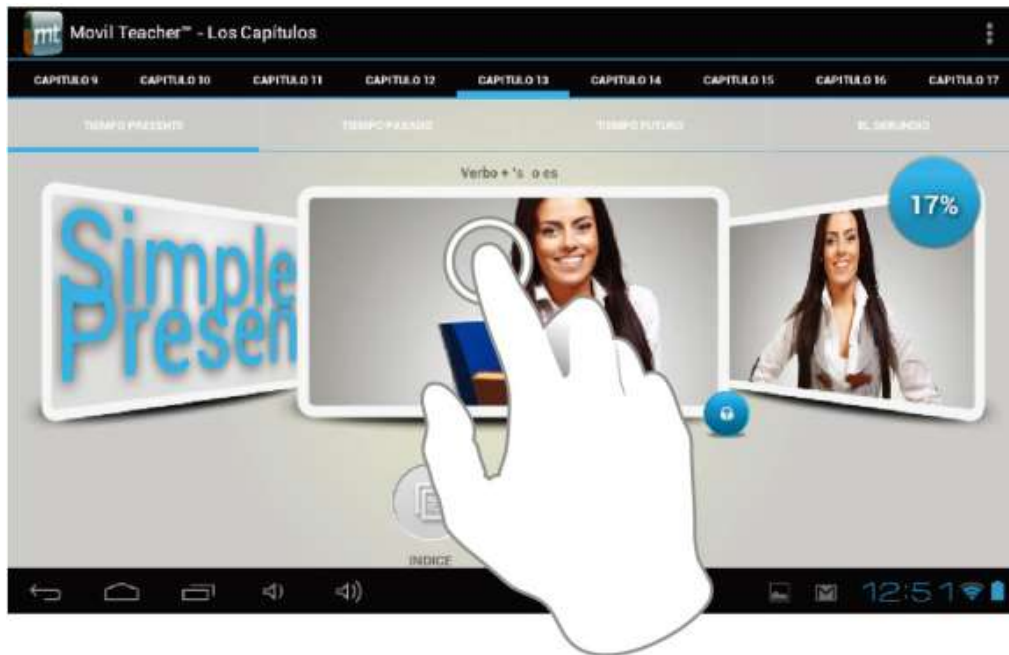 mt Movil Teacher™ - Los Capítulos
CAPITULO 9 CAPITULO 10 CAPITULO 11 CAPITULO 12 CAPITULO 13 CAPITULO 14 CAPITULO 15 CAPITULO 16 CAPITULO 17
TIEMPO PRESENTE TIEMPO PASADO TIEMPO FUTURO EL GERUNDIO
Verbo + 's o es
17%
Simple
Presen
INDICE
12:51